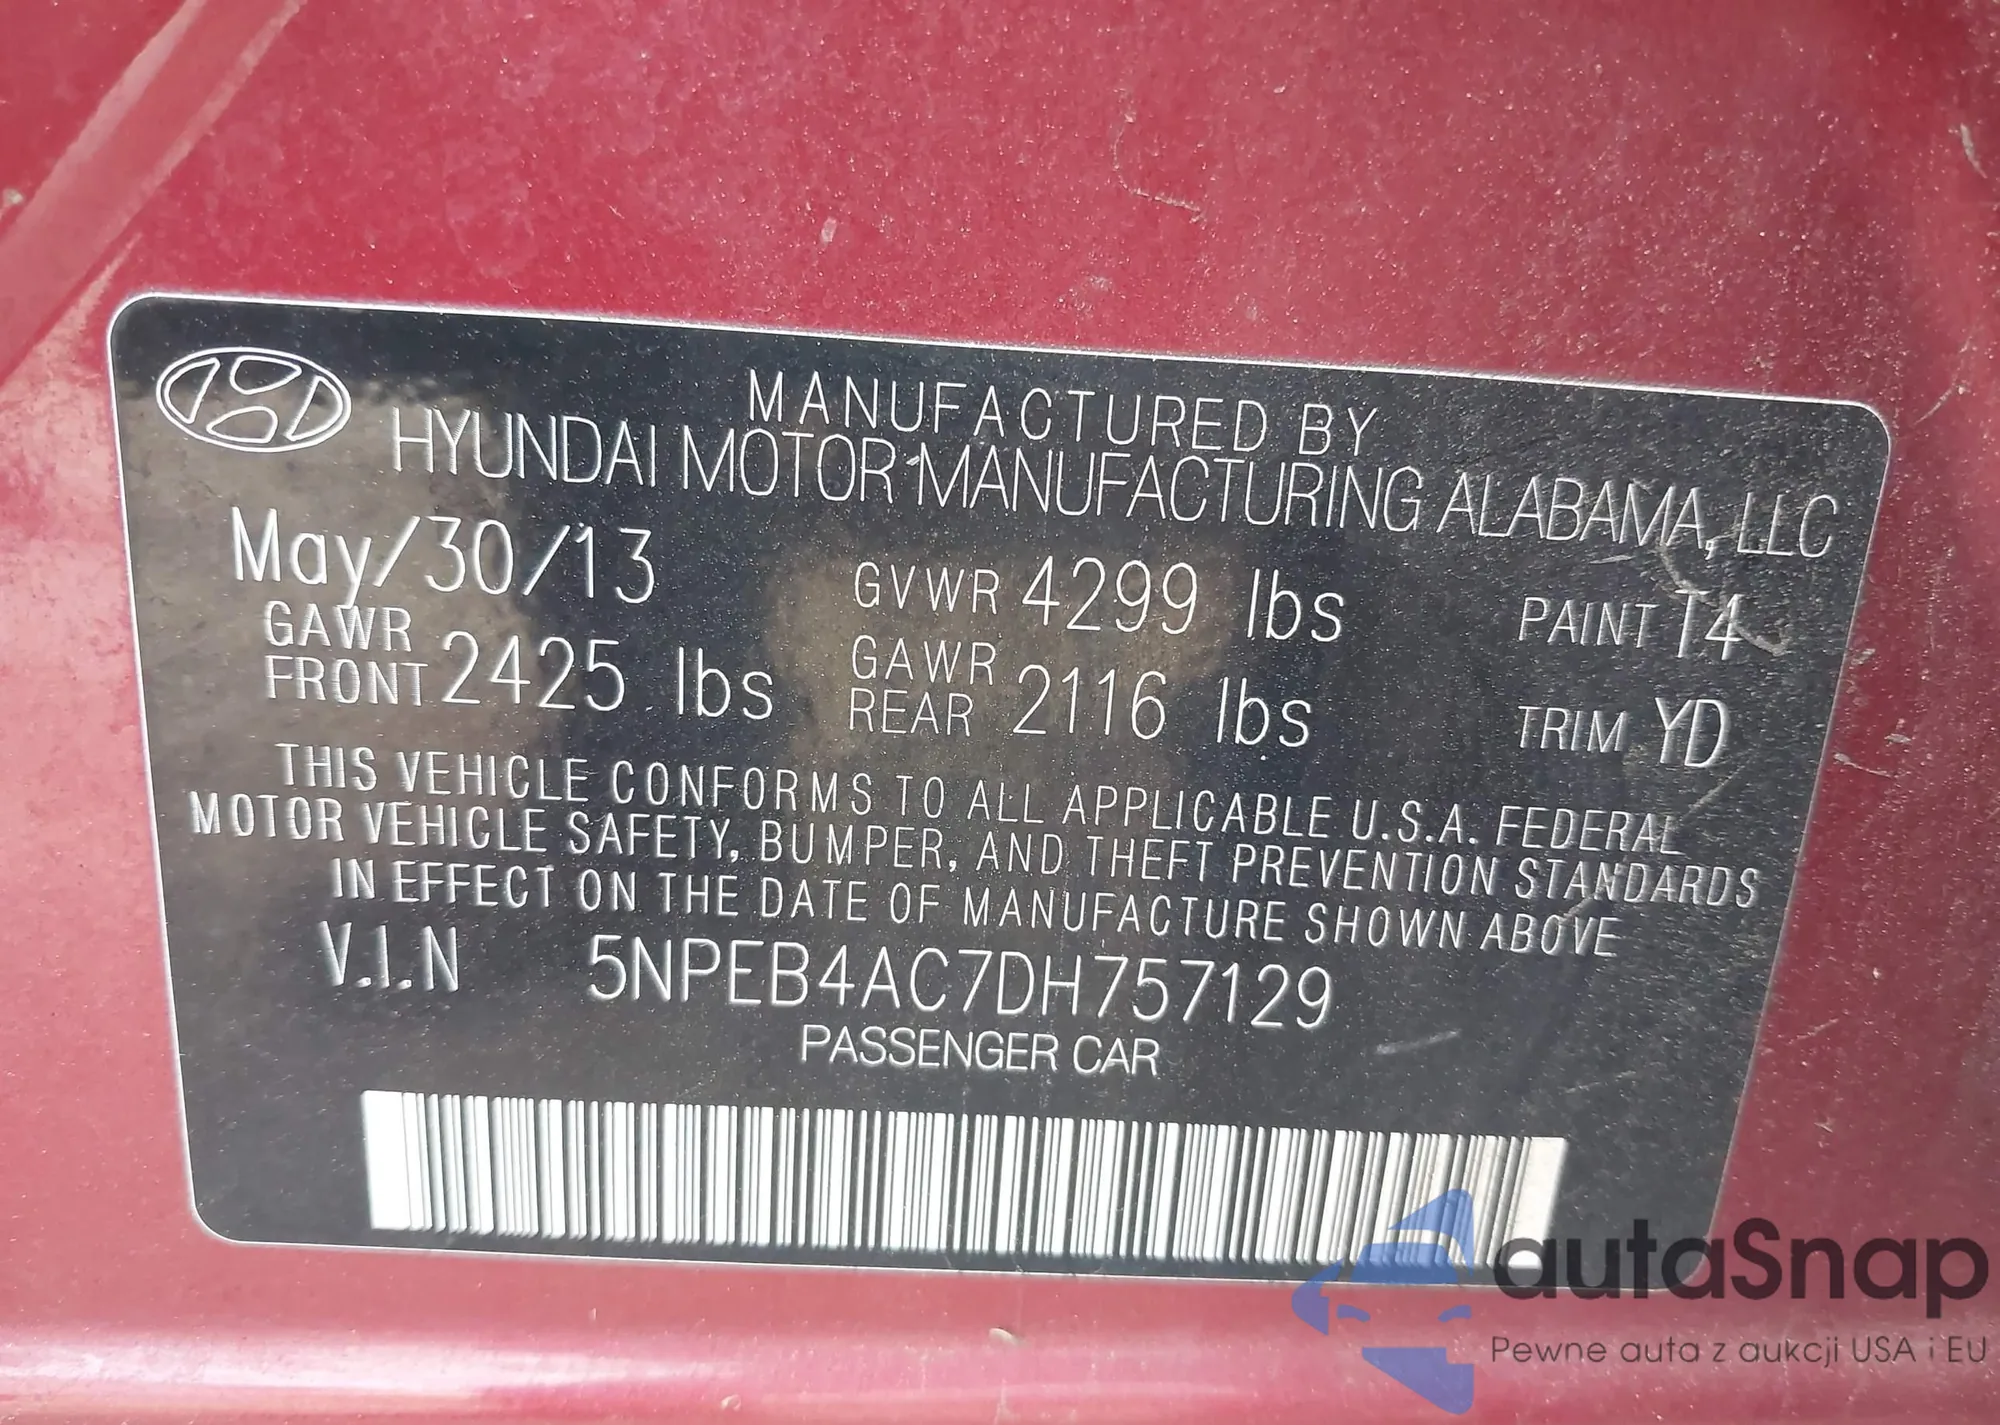 MANUFACTURED BY
HYUNDAI MOTOR MANUFACTURING ALABAMA, LLC
May/30/13 GVWR 4299 lbs PAINT T4
GAWR FRONT 2425 lbs GAWR REAR 2116 lbs TRIM YD
THIS VEHICLE CONFORMS TO ALL APPLICABLE U.S.A. FEDERAL
MOTOR VEHICLE SAFETY, BUMPER, AND THEFT PREVENTION STANDARDS
IN EFFECT ON THE DATE OF MANUFACTURE SHOWN ABOVE
V.I.N 5NPEB4AC7DH757129
PASSENGER CAR
autaSnap
Pewne auta z aukcji USA i EU